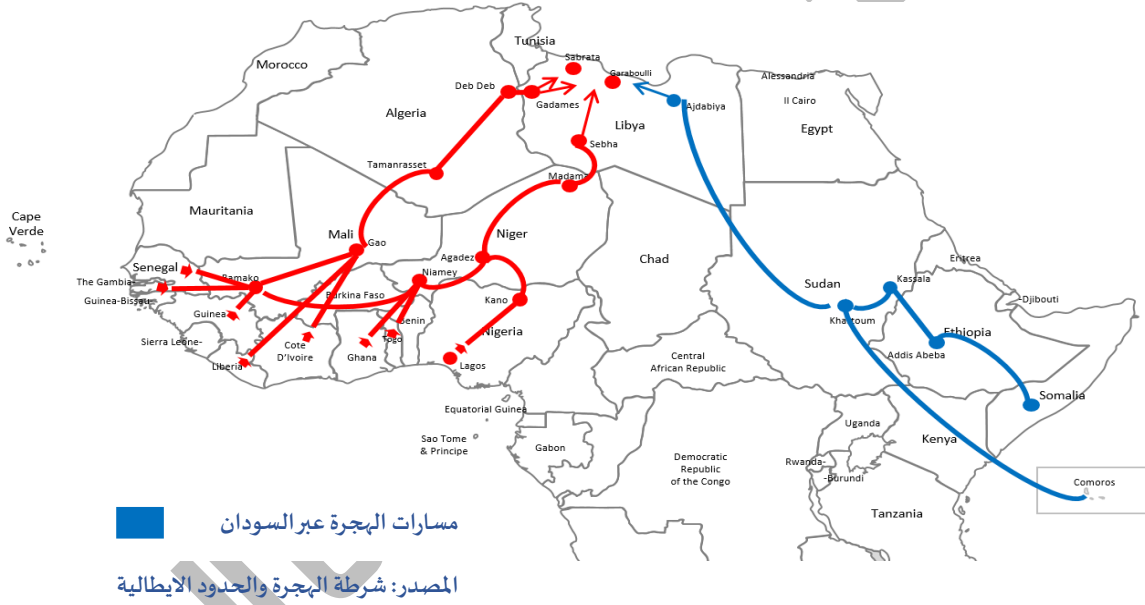 Tunisia
Morocco
Sabrata
Garaboulli
Alessandria
Deb Deb
Gadames
Ajdabiya
Il Cairo
Algeria
Libya
Egypt
Sebha
Tamanrasset
Madama
Mauritania
Cape
Verde
Mali
Gao
Niger
Agadez
Chad
Senegal
Bamako
Niamey
The Gambia-
Guinea-Bissau-
Burkina Faso
Kano
Guinea
Benin
Nigeria
Sierra Leone-
Cote
D'Ivoire
Ghana
Togo
Liberia
Lagos
Sudan
Kassala
Eritrea
Khartoum
-Djibouti
Ethiopia
Addis Abeba
Somalia
Central
African Republic
Equatorial Guinea
Sao Tome
& Principe
Gabon
Uganda
Kenya
Democratic
Republic
of the Congo
Rwanda-
-Burundi
Comoros
Tanzania
مسارات الهجرة عبر السودان
المصدر: شرطة الهجرة والحدود الايطالية